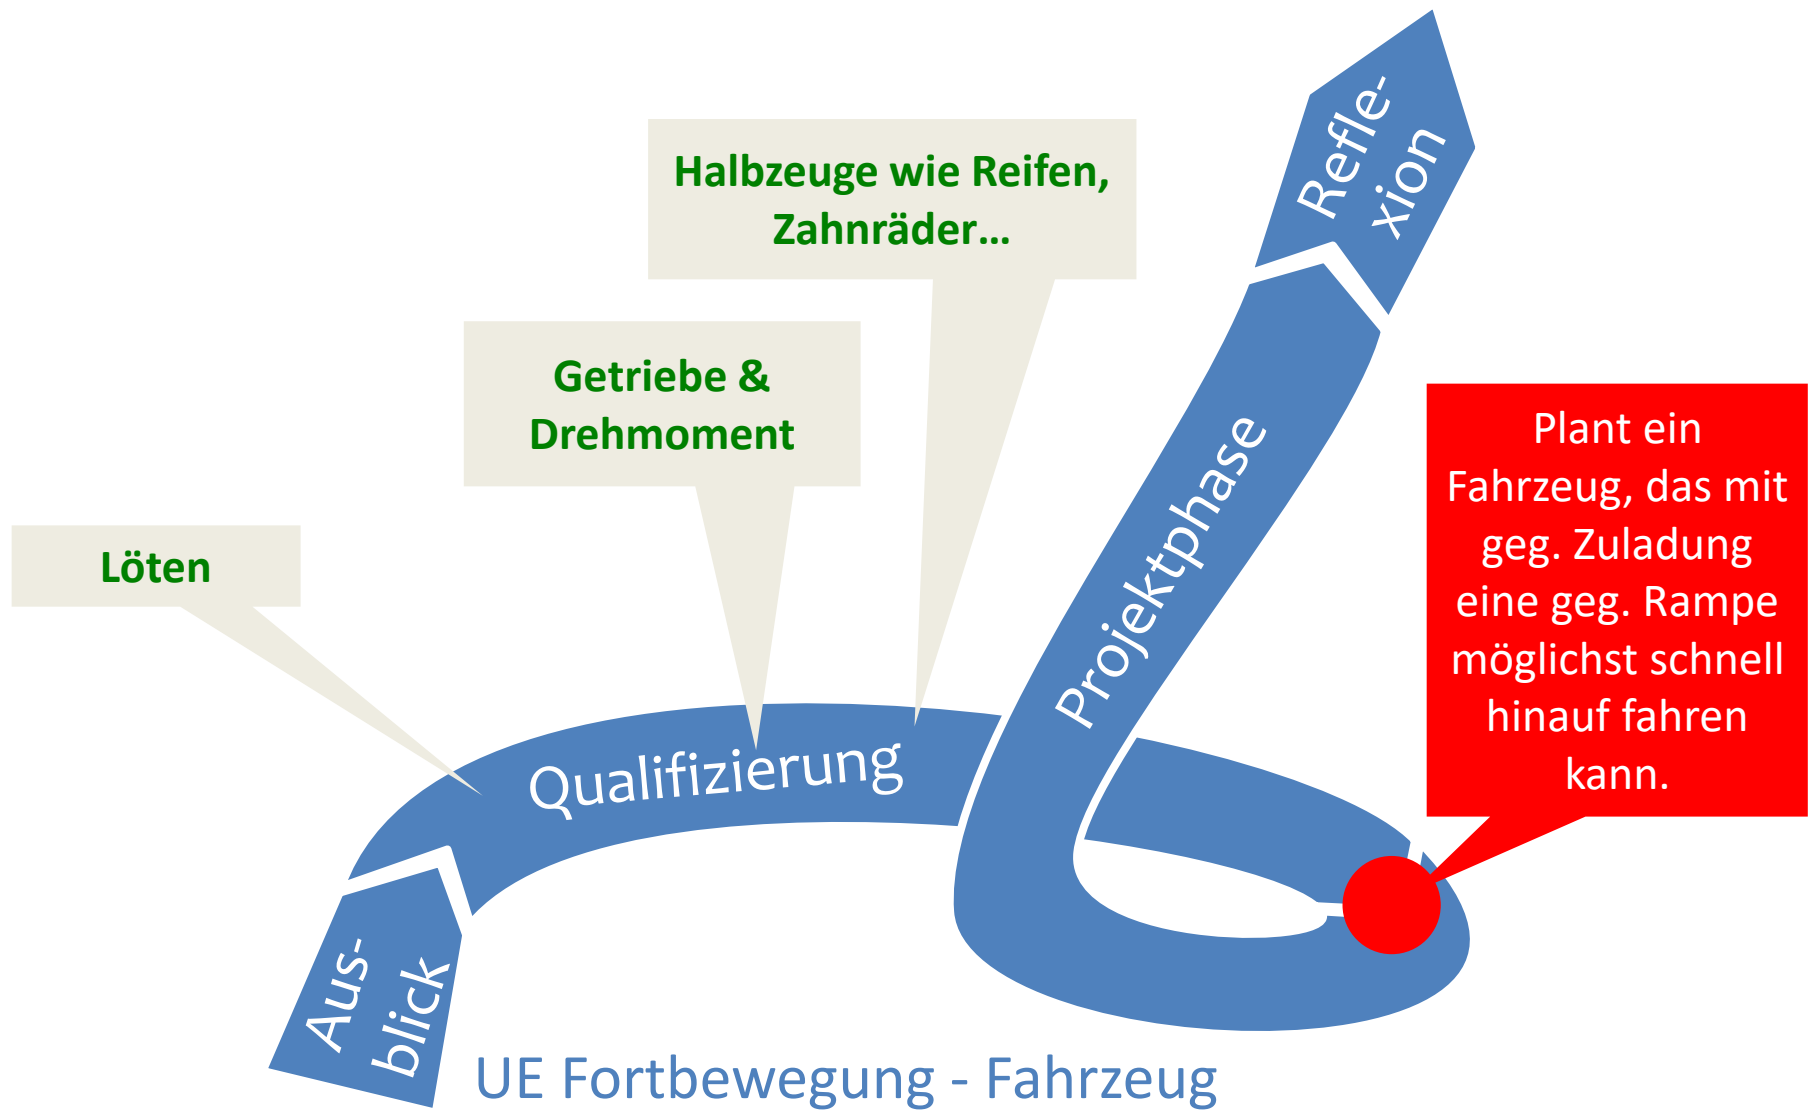 Halbzeuge wie Reifen,
Zahnräder…
Getriebe &
Drehmoment
Löten
Aus-
blick
Qualifizierung
Projektphase
Refle-
xion
Plant ein
Fahrzeug, das mit
geg. Zuladung
eine geg. Rampe
möglichst schnell
hinauf fahren
kann.
UE Fortbewegung - Fahrzeug